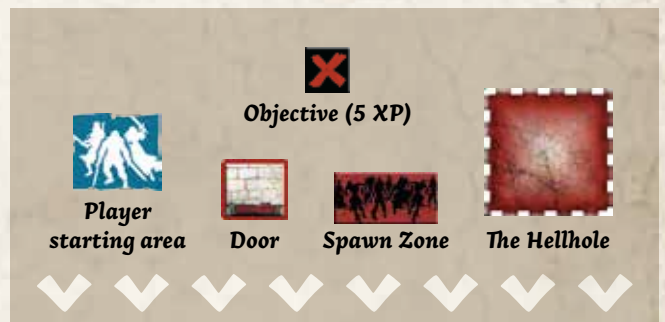 Objective (5 XP)
Player
starting area
Door
Spawn Zone
The Hellhole